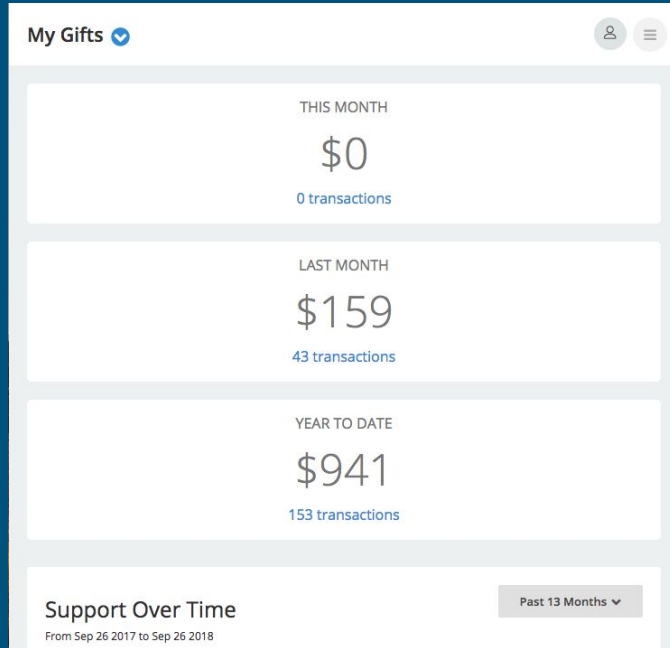 My Gifts
THIS MONTH
$0
0 transactions
LAST MONTH
$159
43 transactions
YEAR TO DATE
$941
153 transactions
Support Over Time
Past 13 Months
From Sep 26 2017 to Sep 26 2018